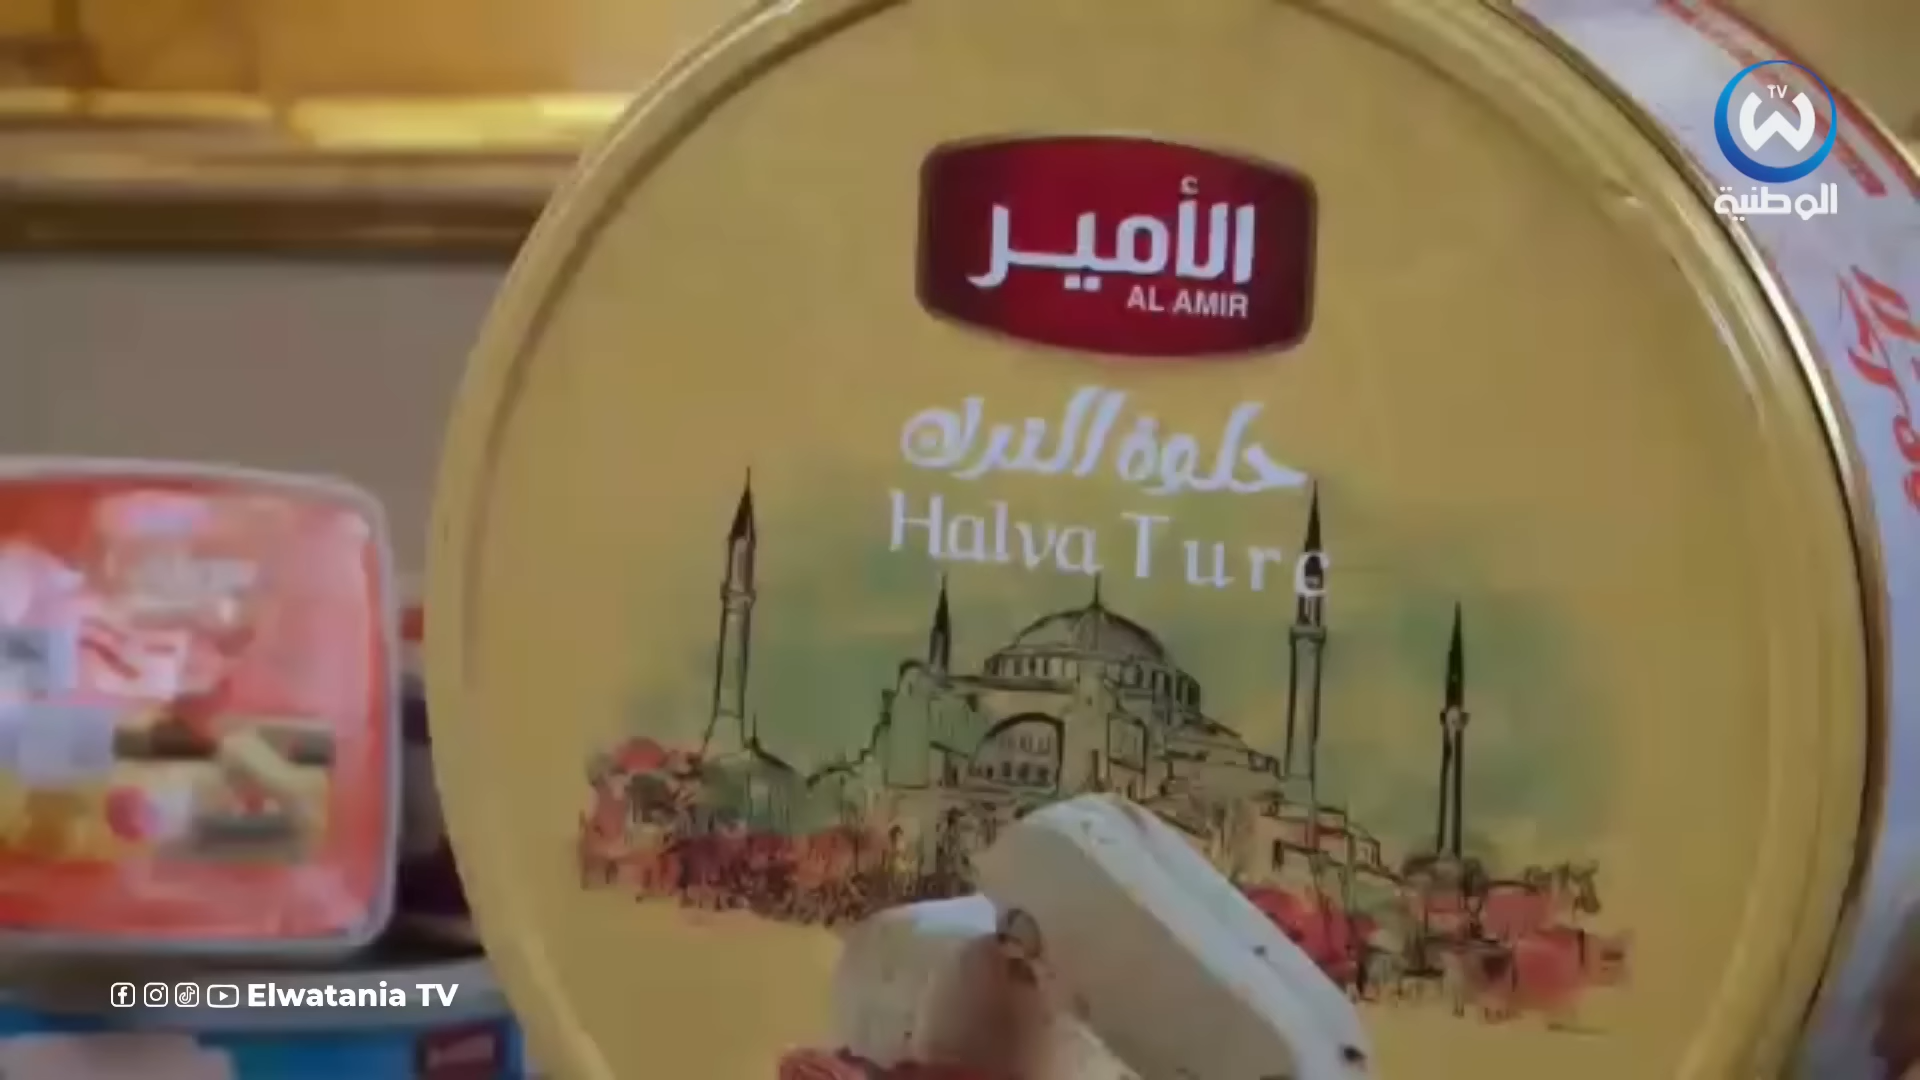 TV
الوطنية
الأمير
AL AMIR
حلوة الترك
Halva Turc
Elwatania TV